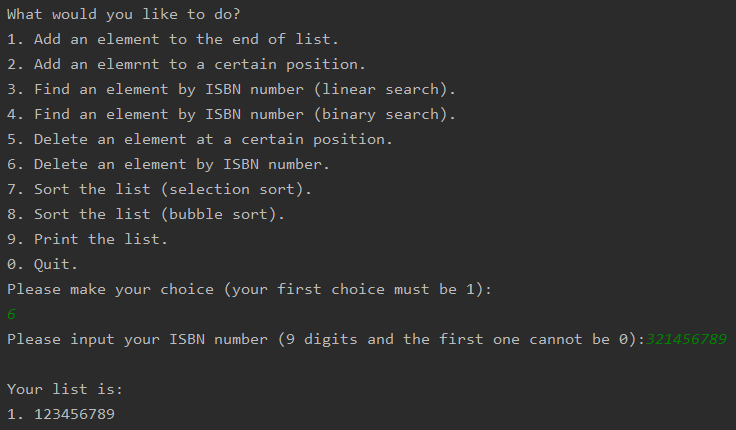 What would you like to do?
1. Add an element to the end of list.
2. Add an elemrnt to a certain position.
3. Find an element by ISBN number (linear search).
4. Find an element by ISBN number (binary search).
5. Delete an element at a certain position.
6. Delete an element by ISBN number.
7. Sort the list (selection sort).
8. Sort the list (bubble sort).
9. Print the list.
0. Quit.
Please make your choice (your first choice must be 1):
6
Please input your ISBN number (9 digits and the first one cannot be 0):321456789
Your list is:
1. 123456789